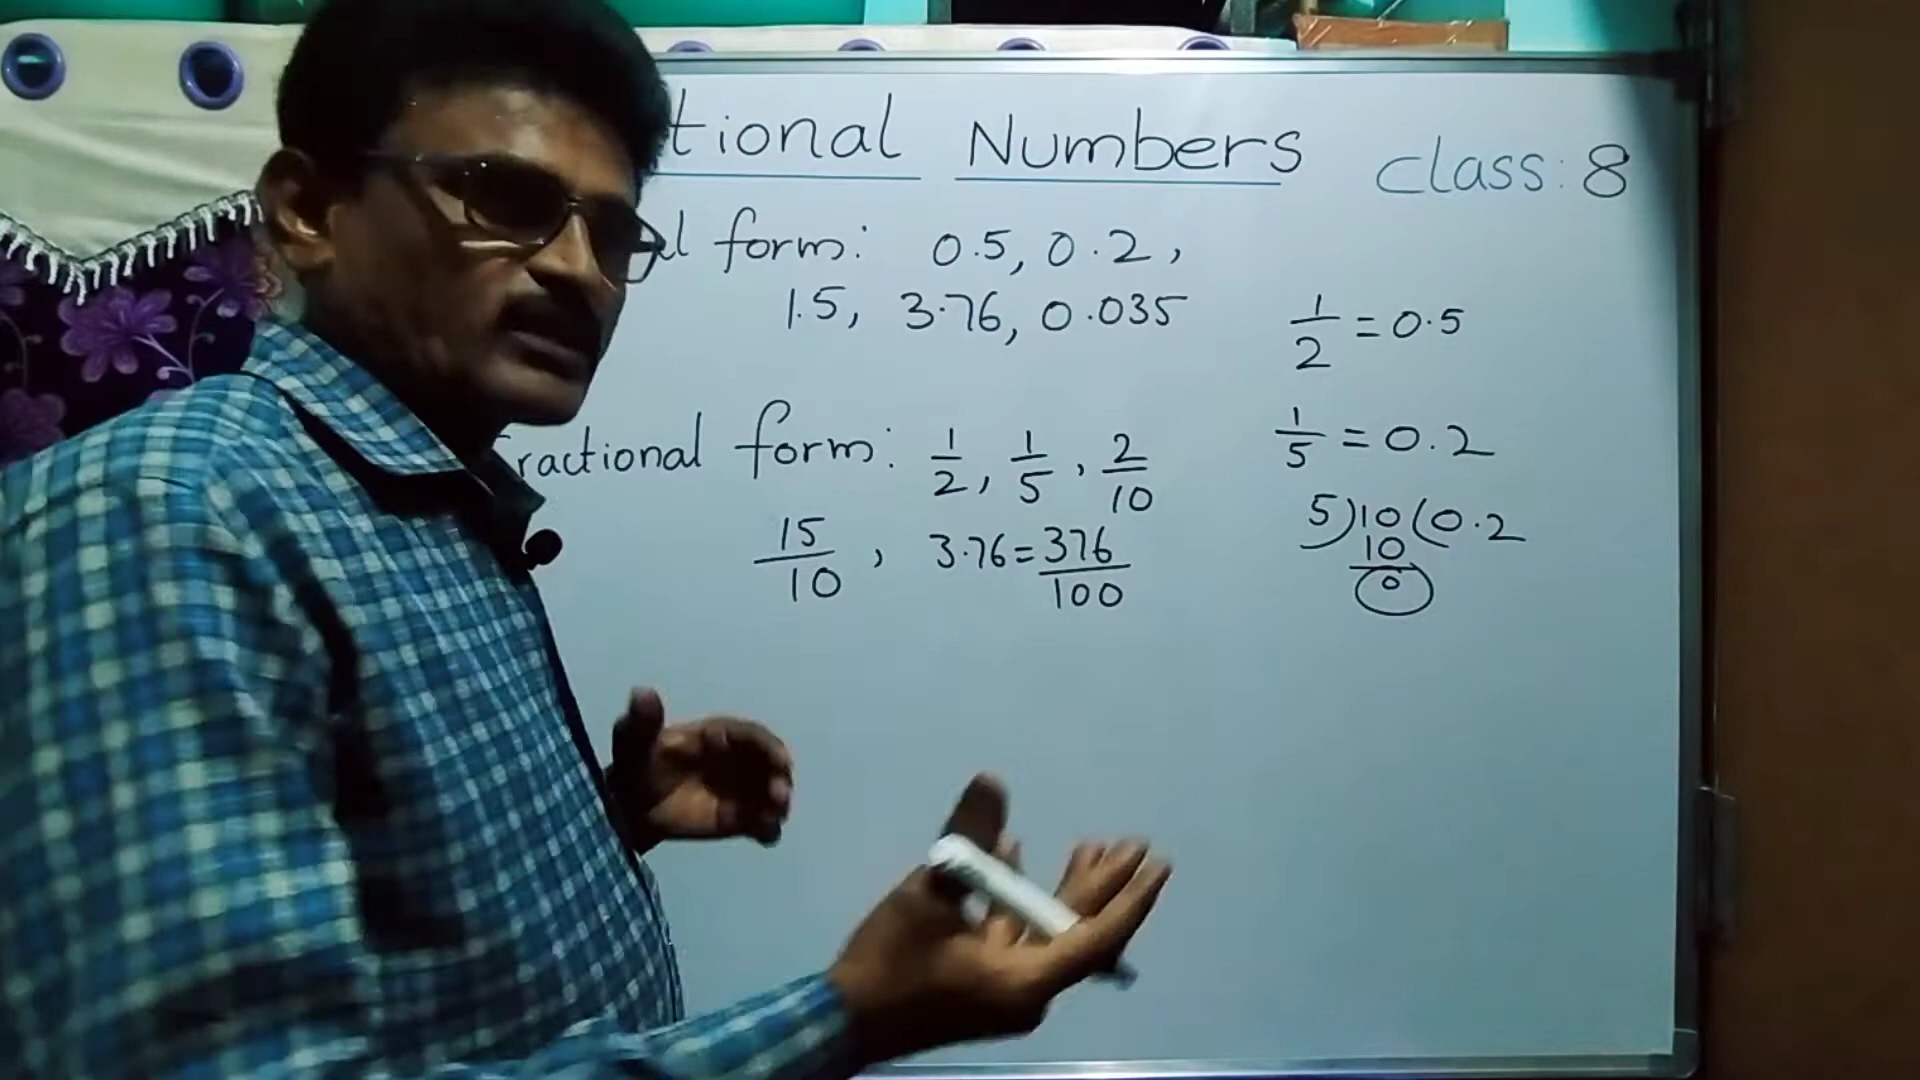 tional Numbers class: 8
l form: 0.5, 0.2,
1.5, 3.76, 0.035
1/2 = 0.5
ractional form: 1/2, 1/5, 2/10
1/5 = 0.2
15/10, 3.76 = 376/100
5)10(0.2
10
0